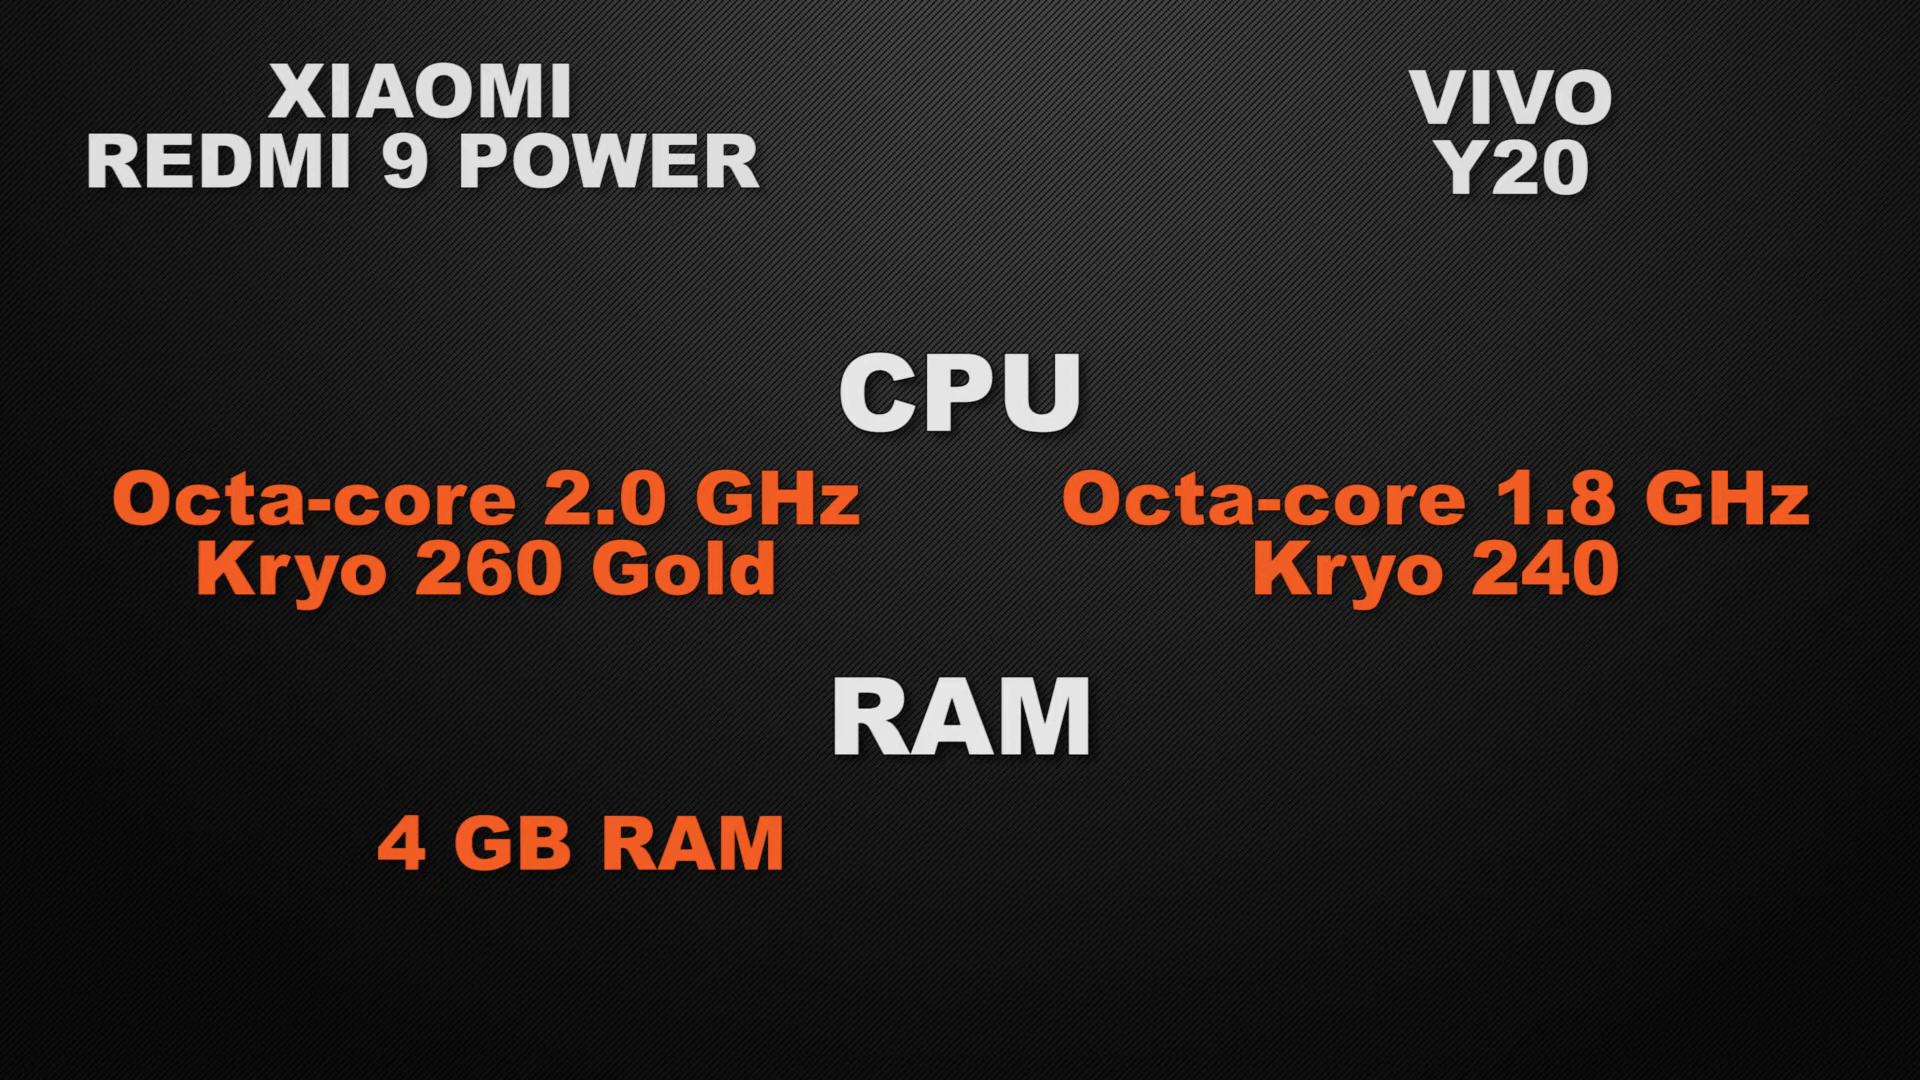 XIAOMI
REDMI 9 POWER
VIVO
Y20
CPU
Octa-core 2.0 GHz
Kryo 260 Gold
Octa-core 1.8 GHz
Kryo 240
RAM
4 GB RAM